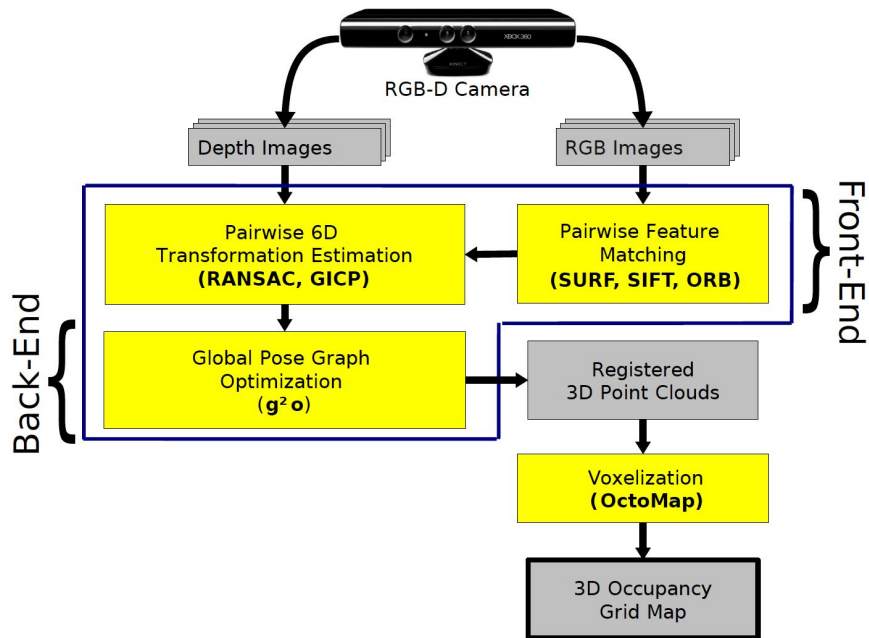 XBOX 360
KINECT
RGB-D Camera
Depth Images
RGB Images
Pairwise 6D
Transformation Estimation
(RANSAC, GICP)
Pairwise Feature
Matching
(SURF, SIFT, ORB)
Front-End
Back-End
Global Pose Graph
Optimization
(g²o)
Registered
3D Point Clouds
Voxelization
(OctoMap)
3D Occupancy
Grid Map